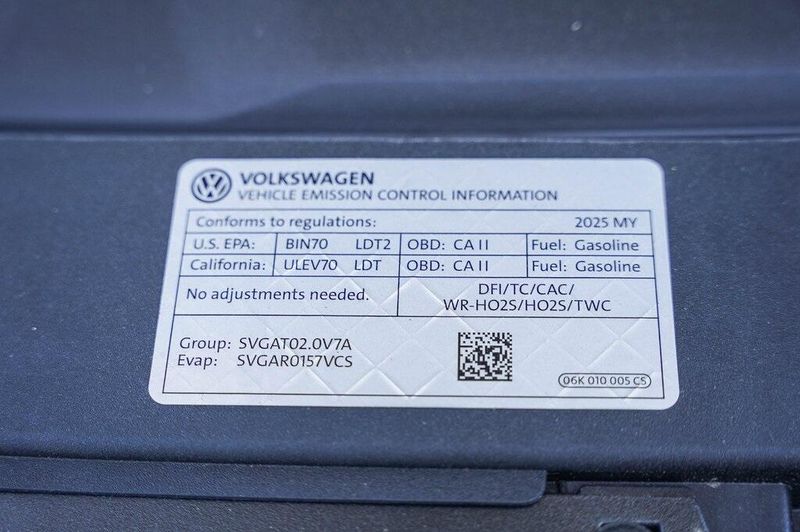 VOLKSWAGEN
VEHICLE EMISSION CONTROL INFORMATION
Conforms to regulations: 2025 MY
U.S. EPA: BIN70 LDT2 OBD: CA II Fuel: Gasoline
California: ULEV70 LDT OBD: CA II Fuel: Gasoline
No adjustments needed.
DFI/TC/CAC/
WR-HO2S/HO2S/TWC
Group: SVGAT02.0V7A
Evap: SVGAR0157VCS
06K 010 005 CS